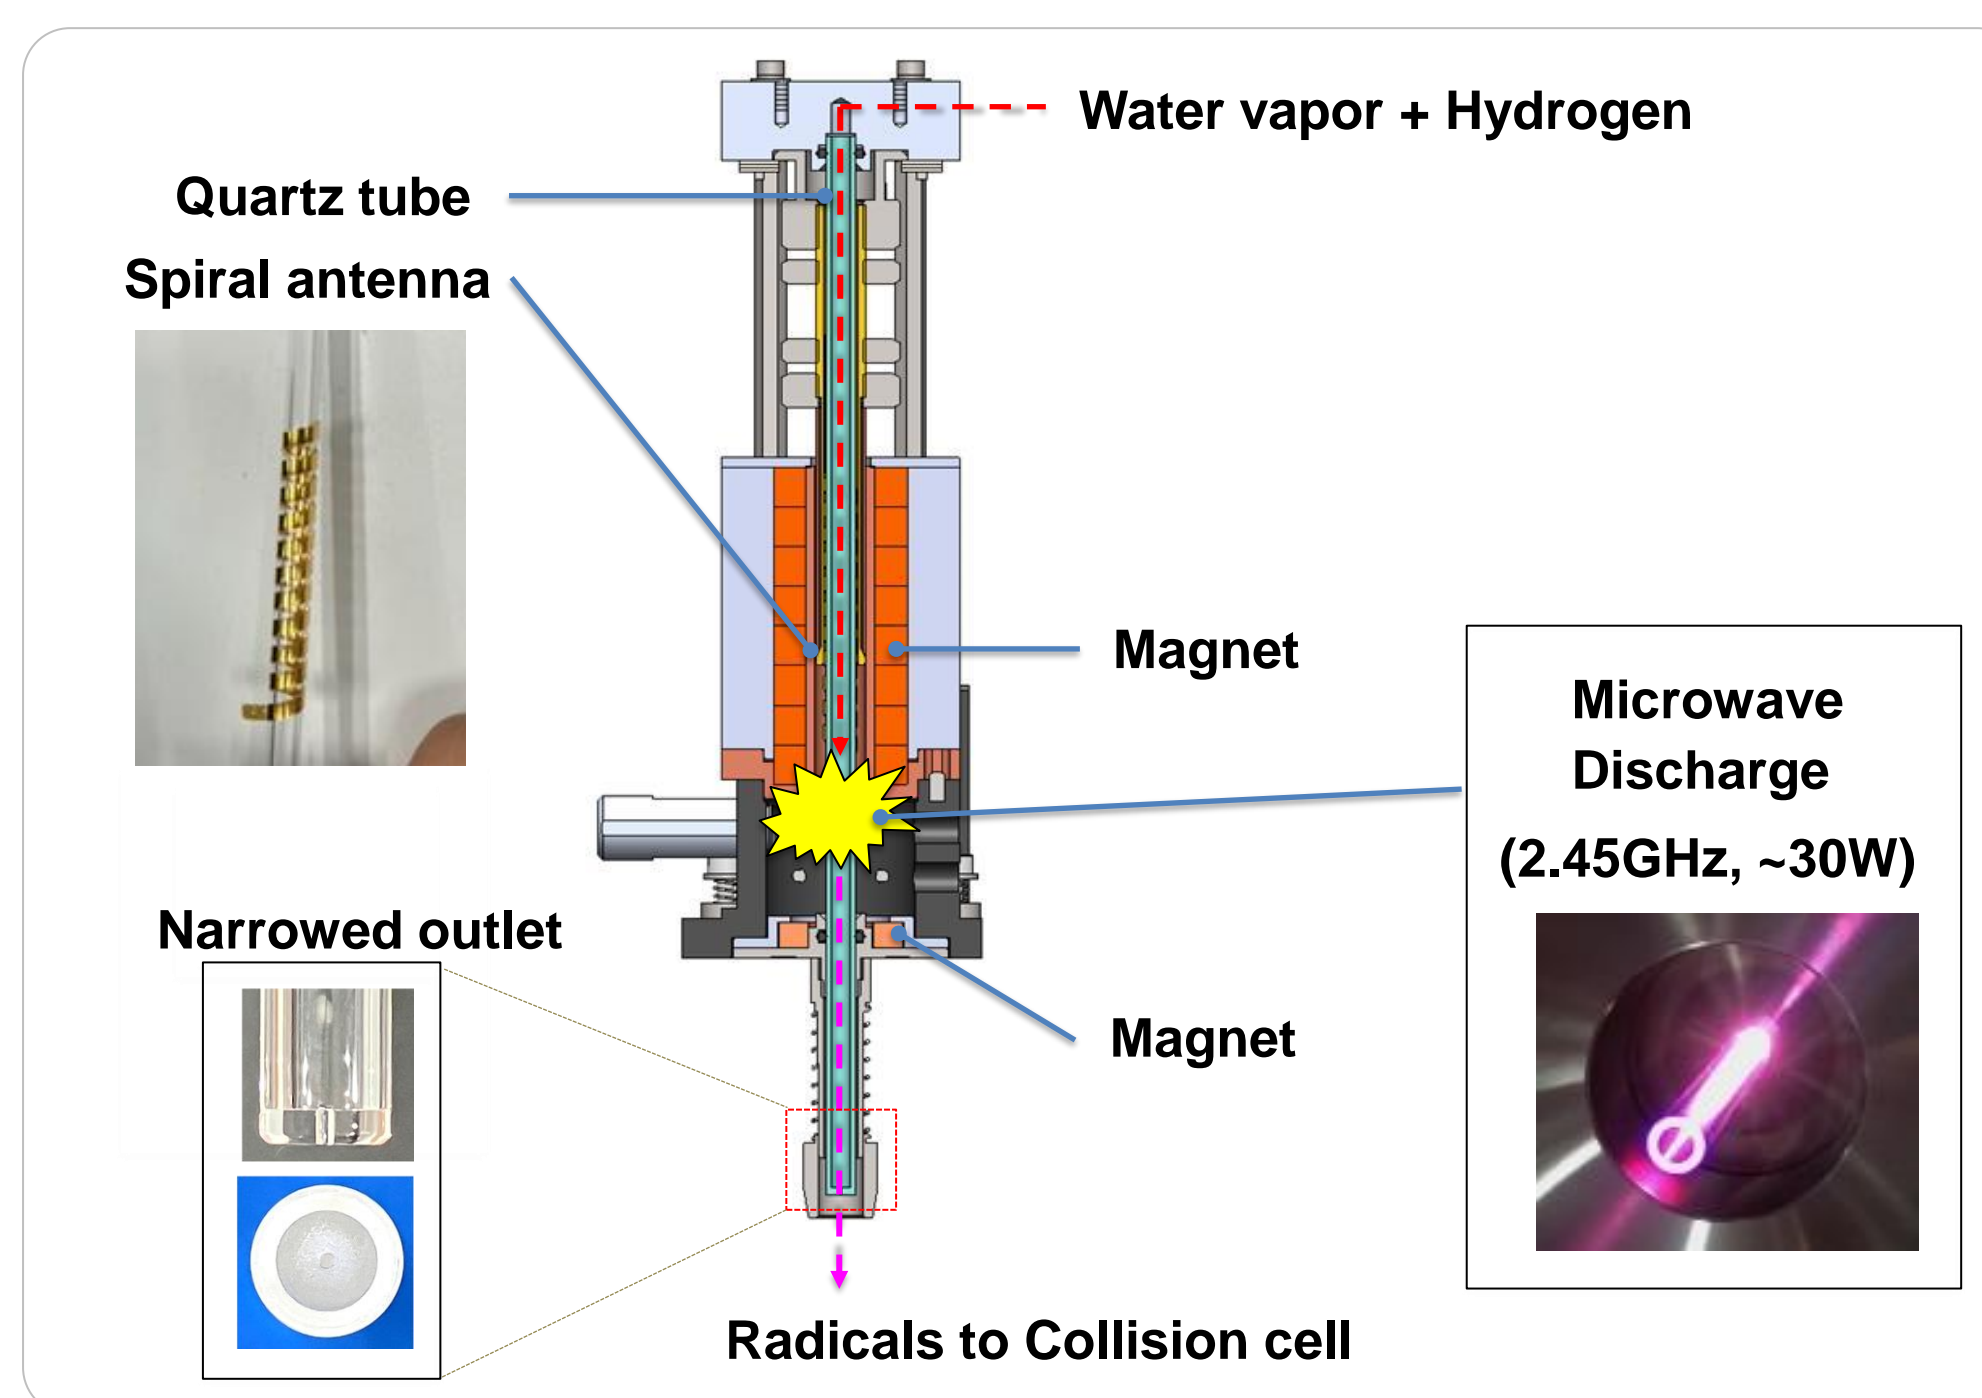 Water vapor + Hydrogen
Quartz tube
Spiral antenna
Magnet
Microwave
Discharge
(2.45GHz, ~30W)
Narrowed outlet
Magnet
Radicals to Collision cell